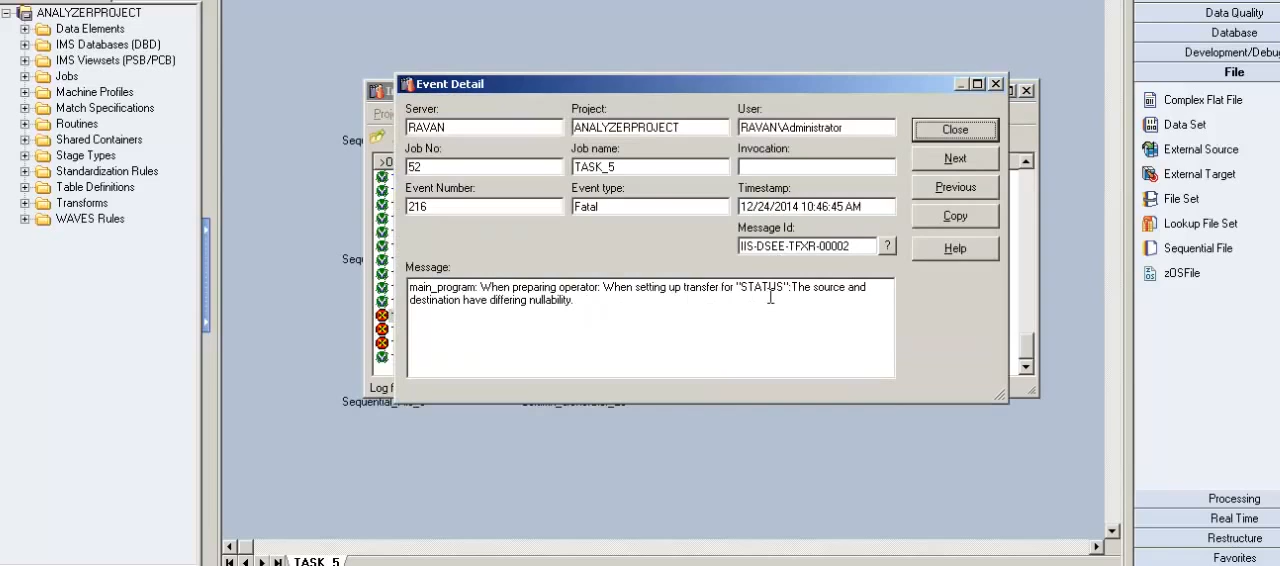 ANALYZERPROJECT
Data Elements
IMS Databases (DBD)
IMS Viewsets (PSB/PCB)
Jobs
Machine Profiles
Match Specifications
Routines
Shared Containers
Stage Types
Standardization Rules
Table Definitions
Transforms
WAVES Rules
Event Detail
Server:
Project:
User:
RAVAN
ANALYZERPROJECT
RAVAN\Administrator
Close
Job No:
Job name:
Invocation:
52
TASK_5
Next
Event Number:
Event type:
Timestamp:
Previous
216
Fatal
12/24/2014 10:46:45 AM
Copy
Message Id:
IIS-DSEE-TFXR-00002
?
Help
Message:
main_program: When preparing operator: When setting up transfer for "STATUS":The source and
destination have differing nullability.
TASK_5
Data Quality
Database
Development/Debug
File
Complex Flat File
Data Set
External Source
External Target
File Set
Lookup File Set
Sequential File
zOSFile
Processing
Real Time
Restructure
Favorites